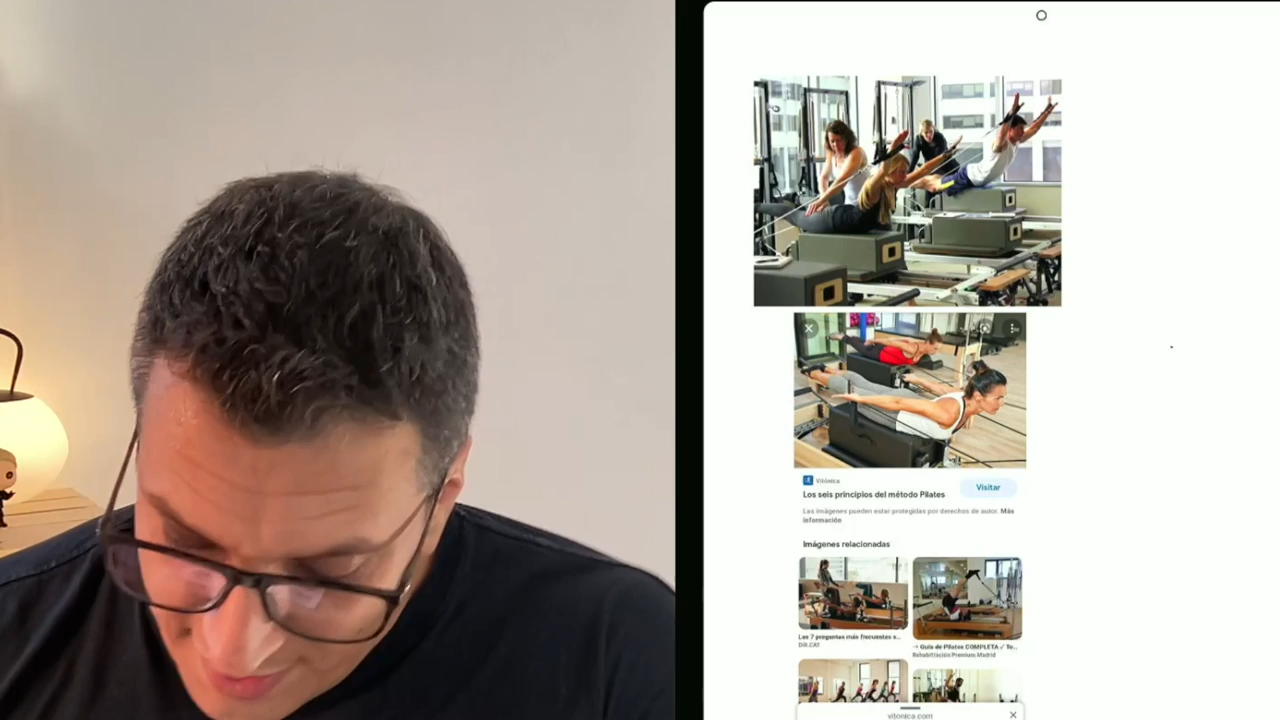 Vitónica
Los seis principios del método Pilates
Visitar
Las imágenes pueden estar protegidas por derechos de autor. Más
información
Imágenes relacionadas
Las 7 preguntas más frecuentes s...
DiR.CAT
→ Guía de Pilates COMPLETA ✓ To...
Rehabilitación Premium Madrid
vitonica.com